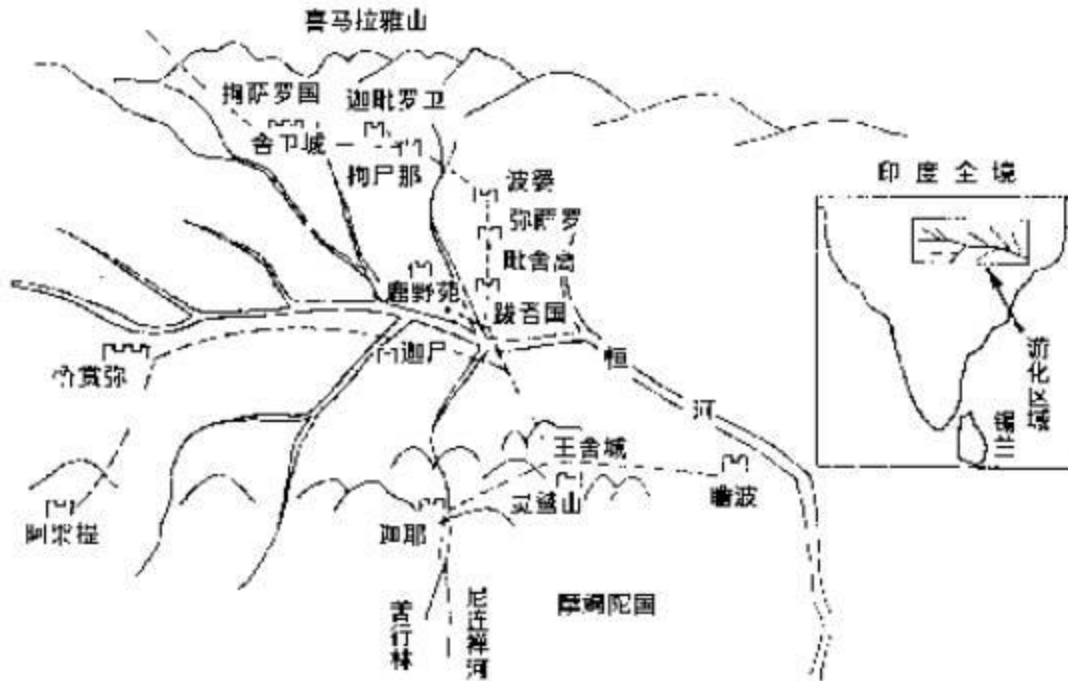 喜马拉雅山
拘萨罗国
迦毗罗卫
舍卫城
拘尸那
波婆
弥萨罗
毗舍离
鹿野苑
跋耆国
迦尸
恒
河
王舍城
灵鹫山
瞻波
阿槃提
迦耶
苦行林
尼连禅河
摩竭陀国
印度全境
游化区域
锡兰